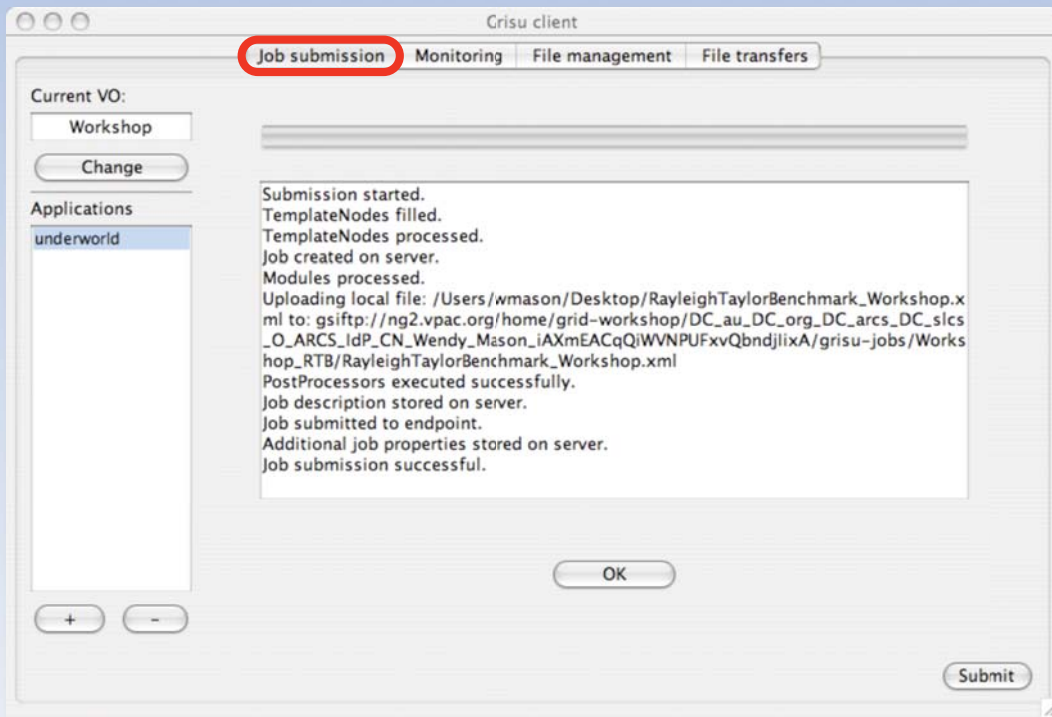 Grisu client
Job submission
Monitoring
File management
File transfers
Current VO:
Workshop
Change
Applications
underworld
Submission started.
TemplateNodes filled.
TemplateNodes processed.
Job created on server.
Modules processed.
Uploading local file: /Users/wmason/Desktop/RayleighTaylorBenchmark_Workshop.x
ml to: gsiftp://ng2.vpac.org/home/grid-workshop/DC_au_DC_org_DC_arcs_DC_slcs
_O_ARCS_IdP_CN_Wendy_Mason_iAXmEACqQiWVNPUFxvQbndjlixA/grisu-jobs/Works
hop_RTB/RayleighTaylorBenchmark_Workshop.xml
PostProcessors executed successfully.
Job description stored on server.
Job submitted to endpoint.
Additional job properties stored on server.
Job submission successful.
OK
+
-
Submit